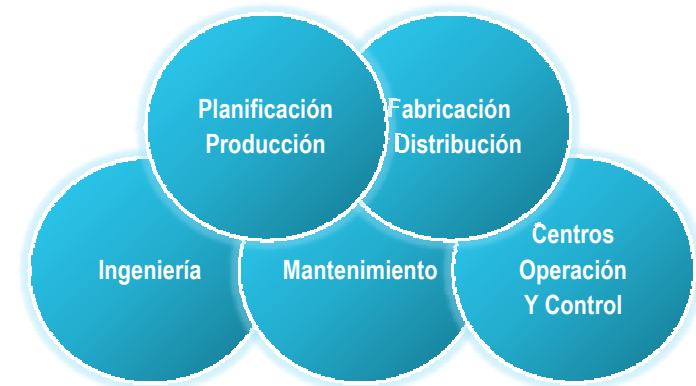 Planificación
Producción
Fabricación
Distribución
Ingeniería
Mantenimiento
Centros
Operación
Y Control